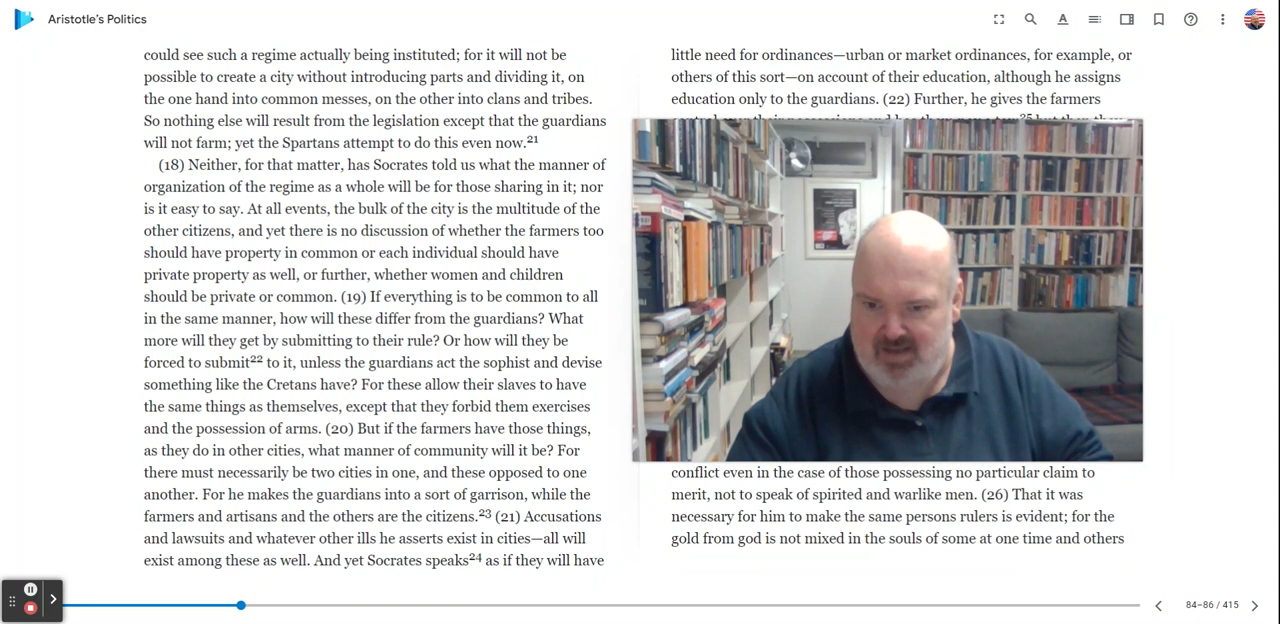 Aristotle's Politics
could see such a regime actually being instituted; for it will not be
possible to create a city without introducing parts and dividing it, on
the one hand into common messes, on the other into clans and tribes.
So nothing else will result from the legislation except that the guardians
will not farm; yet the Spartans attempt to do this even now.21
(18) Neither, for that matter, has Socrates told us what the manner of
organization of the regime as a whole will be for those sharing in it; nor
is it easy to say. At all events, the bulk of the city is the multitude of the
other citizens, and yet there is no discussion of whether the farmers too
should have property in common or each individual should have
private property as well, or further, whether women and children
should be private or common. (19) If everything is to be common to all
in the same manner, how will these differ from the guardians? What
more will they get by submitting to their rule? Or how will they be
forced to submit22 to it, unless the guardians act the sophist and devise
something like the Cretans have? For these allow their slaves to have
the same things as themselves, except that they forbid them exercises
and the possession of arms. (20) But if the farmers have those things,
as they do in other cities, what manner of community will it be? For
there must necessarily be two cities in one, and these opposed to one
another. For he makes the guardians into a sort of garrison, while the
farmers and artisans and the others are the citizens.23 (21) Accusations
and lawsuits and whatever other ills he asserts exist in cities—all will
exist among these as well. And yet Socrates speaks24 as if they will have
little need for ordinances—urban or market ordinances, for example, or
others of this sort—on account of their education, although he assigns
education only to the guardians. (22) Further, he gives the farmers
conflict even in the case of those possessing no particular claim to
merit, not to speak of spirited and warlike men. (26) That it was
necessary for him to make the same persons rulers is evident; for the
gold from god is not mixed in the souls of some at one time and others
84–86 / 415